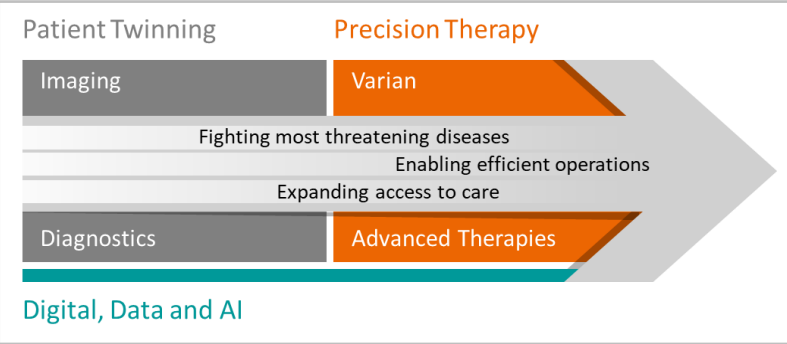 Patient Twinning
Precision Therapy
Imaging
Varian
Fighting most threatening diseases
Enabling efficient operations
Expanding access to care
Diagnostics
Advanced Therapies
Digital, Data and AI